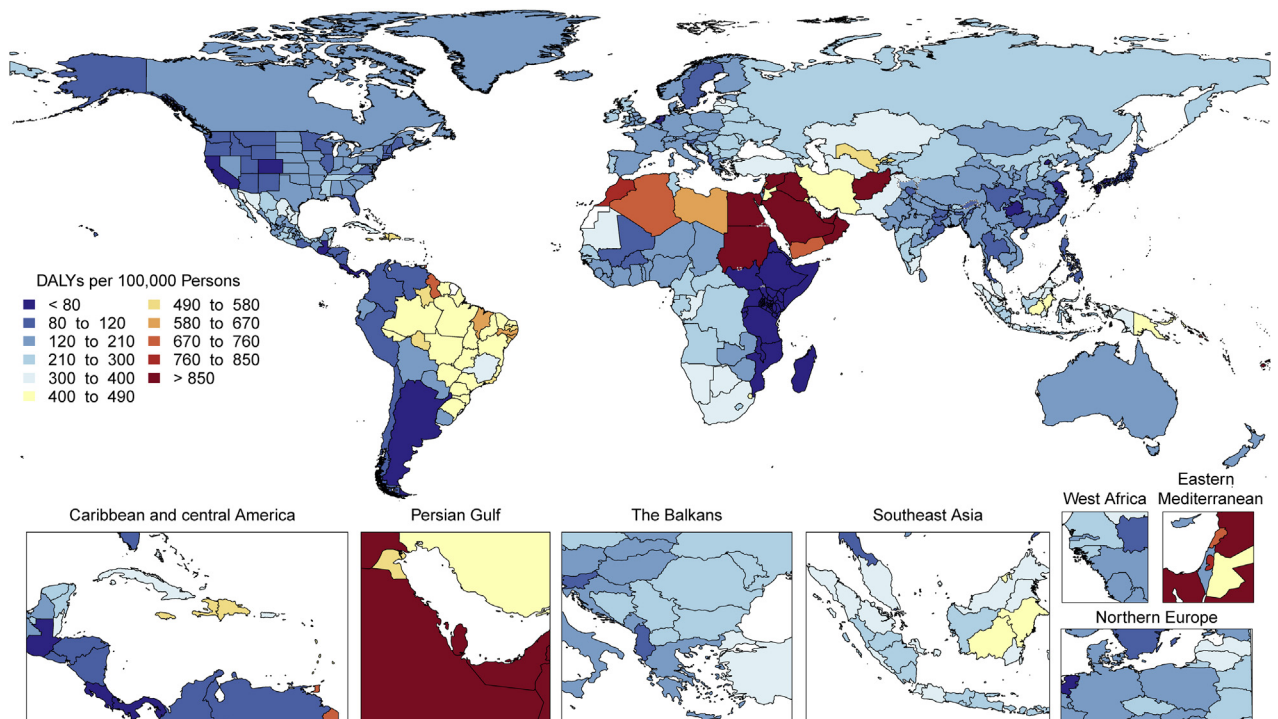 DALYs per 100,000 Persons
< 80
80 to 120
120 to 210
210 to 300
300 to 400
400 to 490
490 to 580
580 to 670
670 to 760
760 to 850
> 850
Caribbean and central America
Persian Gulf
The Balkans
Southeast Asia
West Africa
Eastern
Mediterranean
Northern Europe